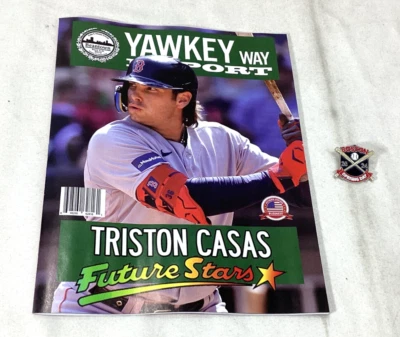 YAWKEY WAY
REPORT
TRISTON CASAS
Future Stars